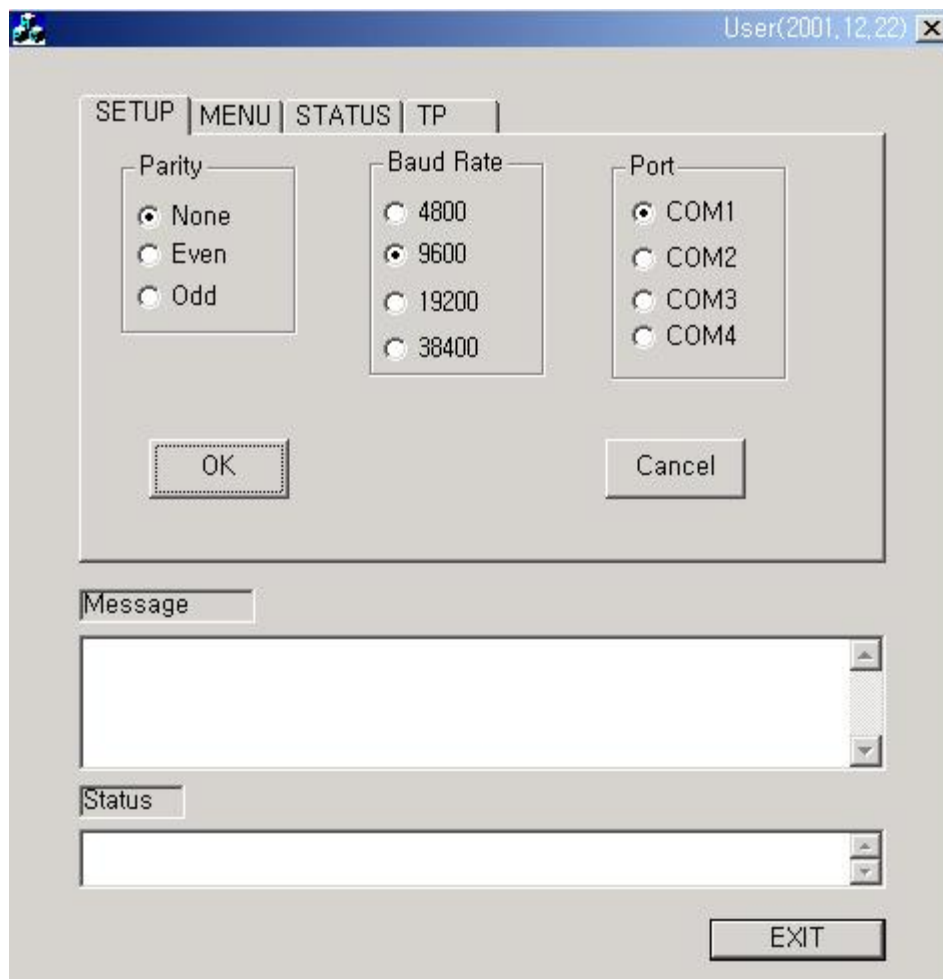 User(2001,12,22)
SETUP MENU STATUS TP
Parity
None
Even
Odd
Baud Rate
4800
9600
19200
38400
Port
COM1
COM2
COM3
COM4
OK
Cancel
Message
Status
EXIT